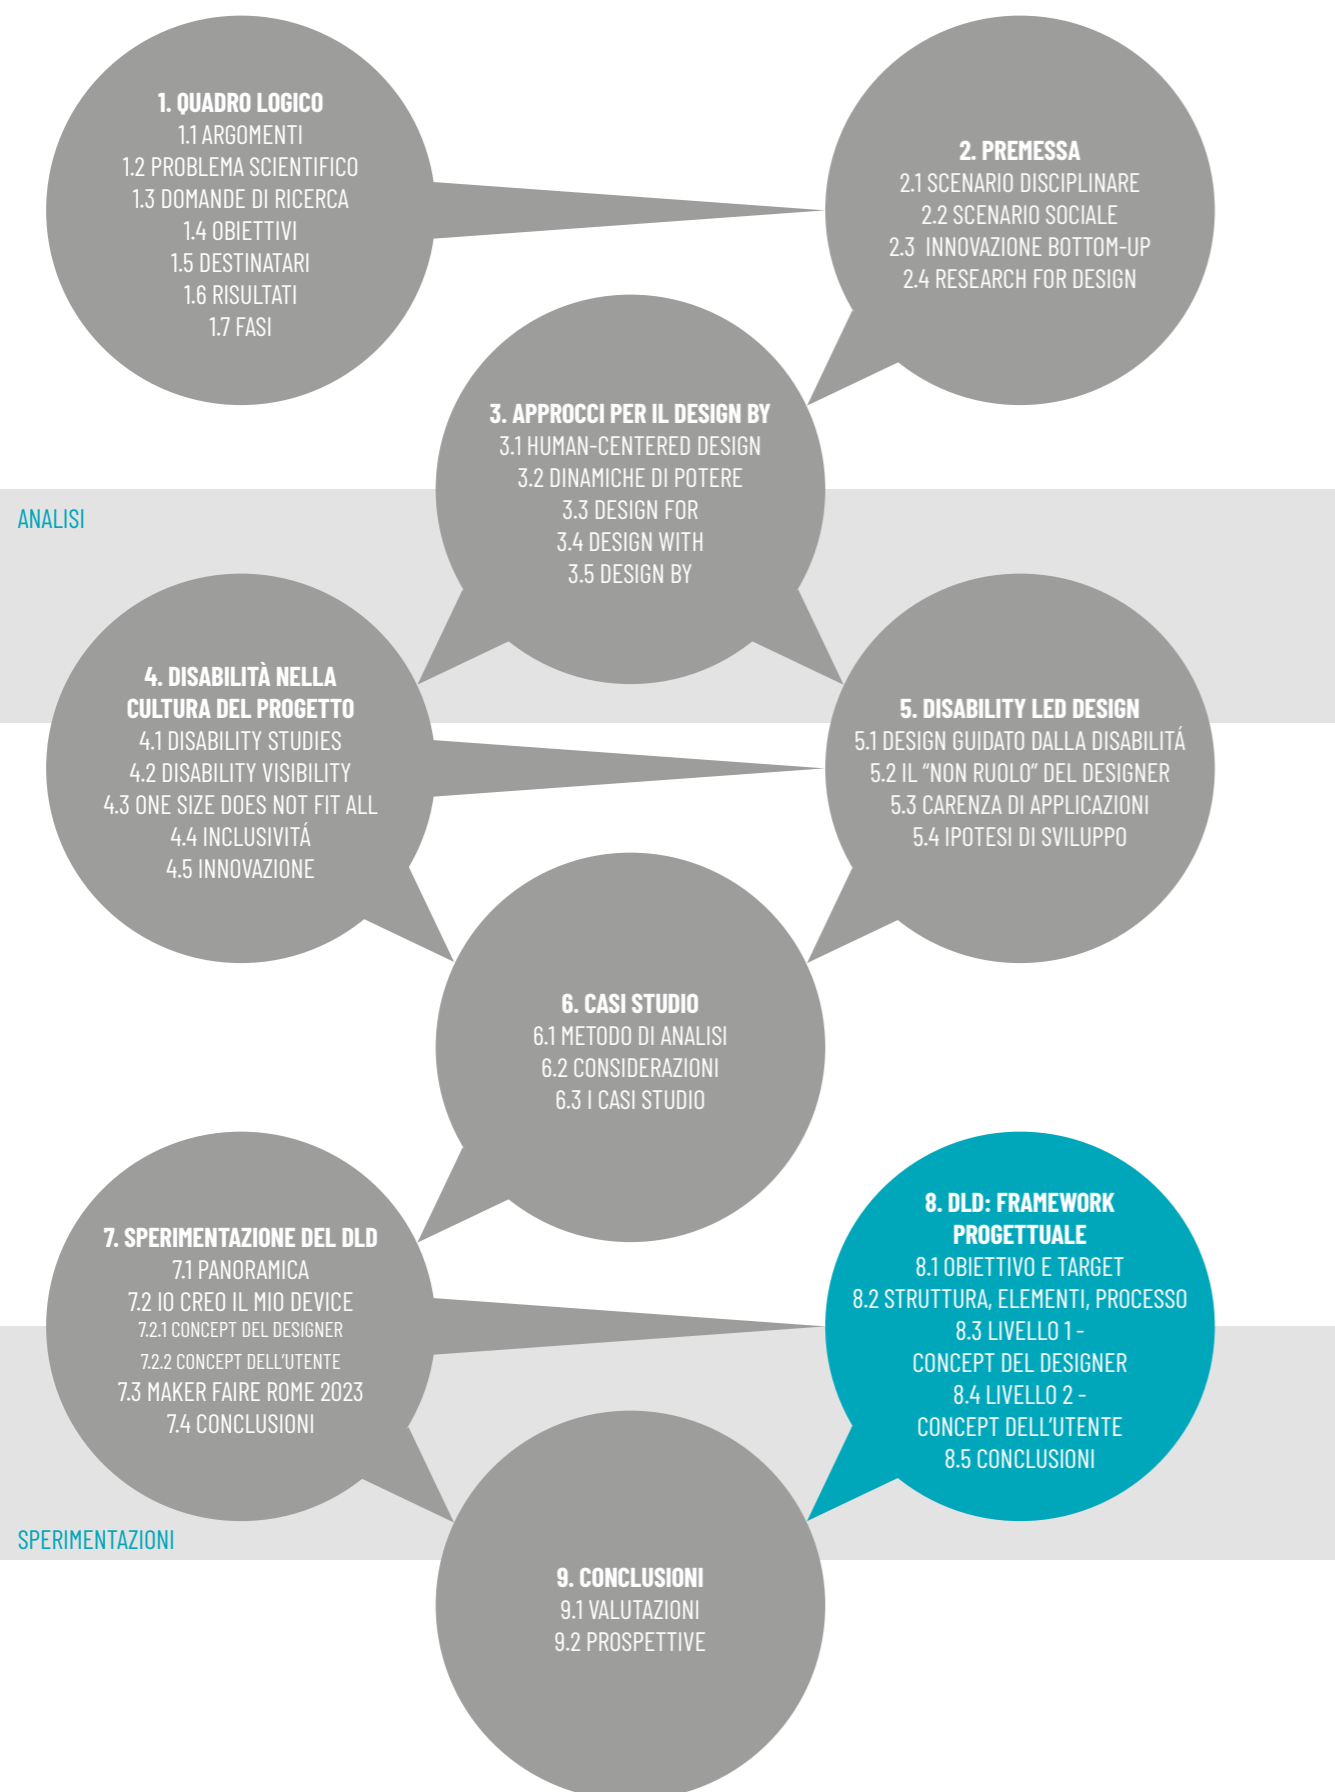 1. QUADRO LOGICO
1.1 ARGOMENTI
1.2 PROBLEMA SCIENTIFICO
1.3 DOMANDE DI RICERCA
1.4 OBIETTIVI
1.5 DESTINATARI
1.6 RISULTATI
1.7 FASI
2. PREMESSA
2.1 SCENARIO DISCIPLINARE
2.2 SCENARIO SOCIALE
2.3 INNOVAZIONE BOTTOM-UP
2.4 RESEARCH FOR DESIGN
3. APPROCCI PER IL DESIGN BY
3.1 HUMAN-CENTERED DESIGN
3.2 DINAMICHE DI POTERE
3.3 DESIGN FOR
3.4 DESIGN WITH
3.5 DESIGN BY
ANALISI
4. DISABILITÀ NELLA
CULTURA DEL PROGETTO
4.1 DISABILITY STUDIES
4.2 DISABILITY VISIBILITY
4.3 ONE SIZE DOES NOT FIT ALL
4.4 INCLUSIVITÁ
4.5 INNOVAZIONE
5. DISABILITY LED DESIGN
5.1 DESIGN GUIDATO DALLA DISABILITÁ
5.2 IL “NON RUOLO” DEL DESIGNER
5.3 CARENZA DI APPLICAZIONI
5.4 IPOTESI DI SVILUPPO
6. CASI STUDIO
6.1 METODO DI ANALISI
6.2 CONSIDERAZIONI
6.3 I CASI STUDIO
7. SPERIMENTAZIONE DEL DLD
7.1 PANORAMICA
7.2 IO CREO IL MIO DEVICE
7.2.1 CONCEPT DEL DESIGNER
7.2.2 CONCEPT DELL’UTENTE
7.3 MAKER FAIRE ROME 2023
7.4 CONCLUSIONI
8. DLD: FRAMEWORK
PROGETTUALE
8.1 OBIETTIVO E TARGET
8.2 STRUTTURA, ELEMENTI, PROCESSO
8.3 LIVELLO 1 -
CONCEPT DEL DESIGNER
8.4 LIVELLO 2 -
CONCEPT DELL’UTENTE
8.5 CONCLUSIONI
SPERIMENTAZIONI
9. CONCLUSIONI
9.1 VALUTAZIONI
9.2 PROSPETTIVE